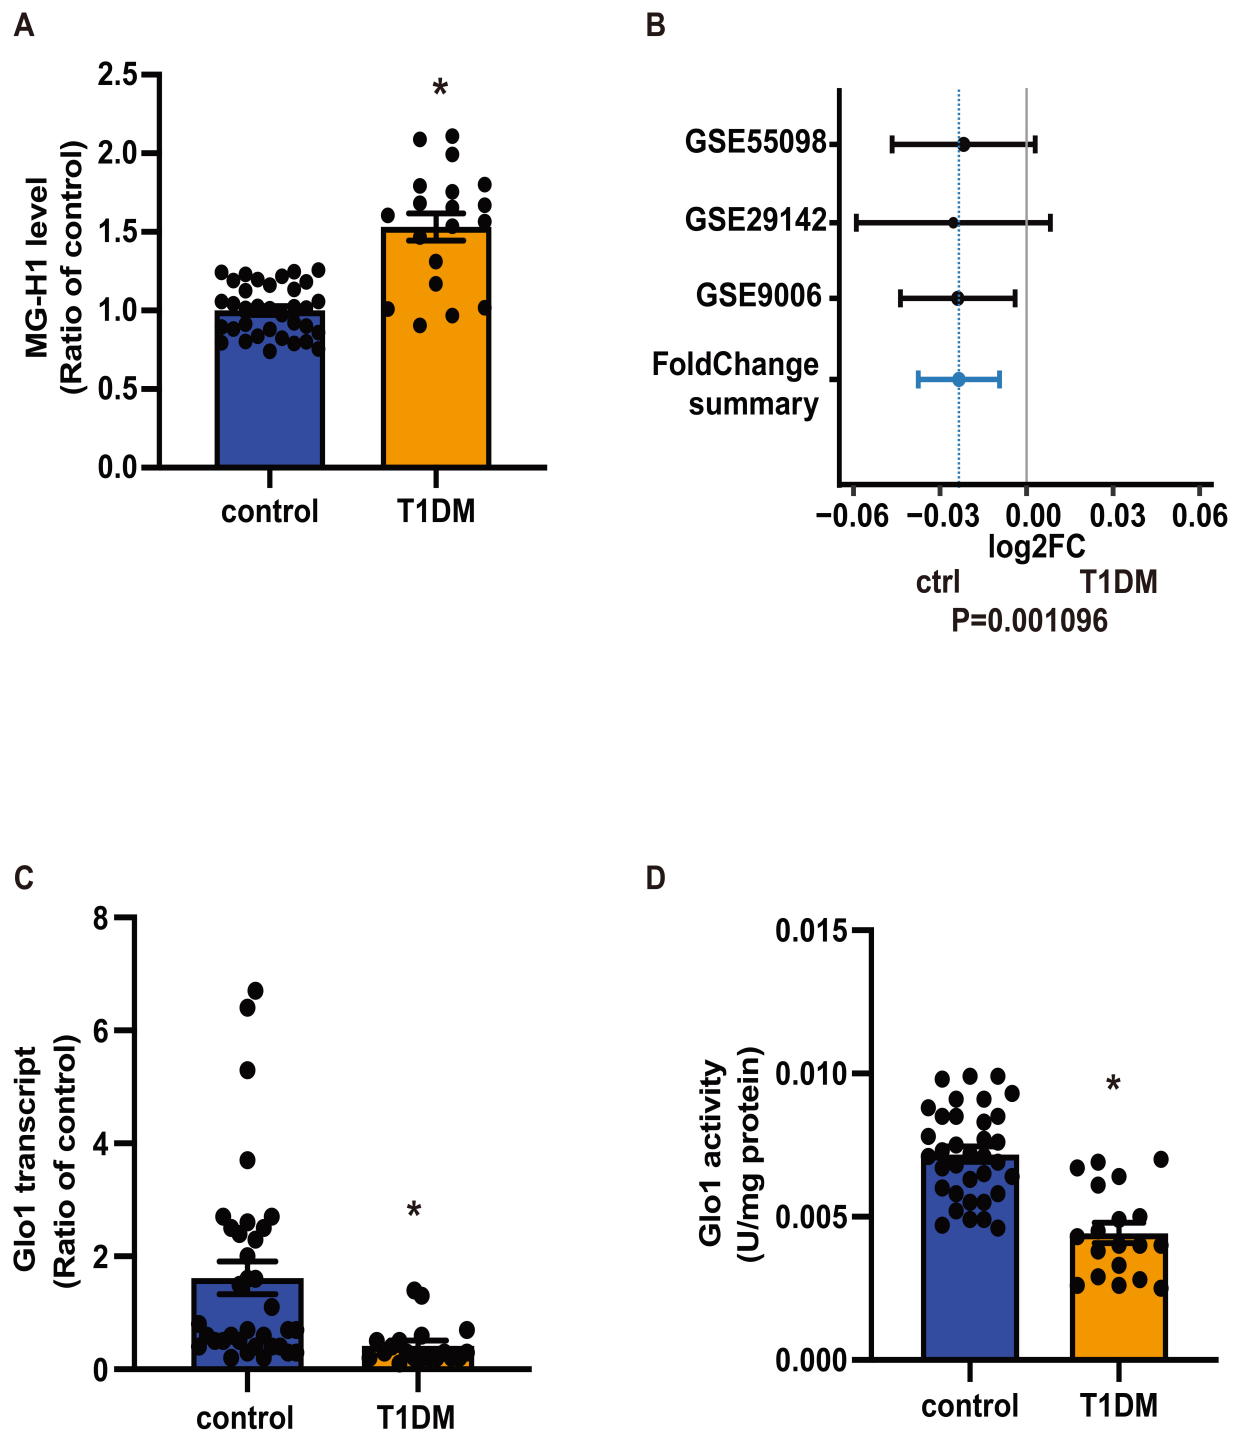 A
MG-H1 level
(Ratio of control)
2.5
2.0
1.5
1.0
0.5
0.0
*
control
T1DM
B
GSE55098
GSE29142
GSE9006
FoldChange
summary
−0.06 −0.03 0.00 0.03 0.06
log2FC
ctrl T1DM
P=0.001096
C
Glo1 transcript
(Ratio of control)
8
6
4
2
0
*
control
T1DM
D
Glo1 activity
(U/mg protein)
0.015
0.010
0.005
0.000
*
control
T1DM